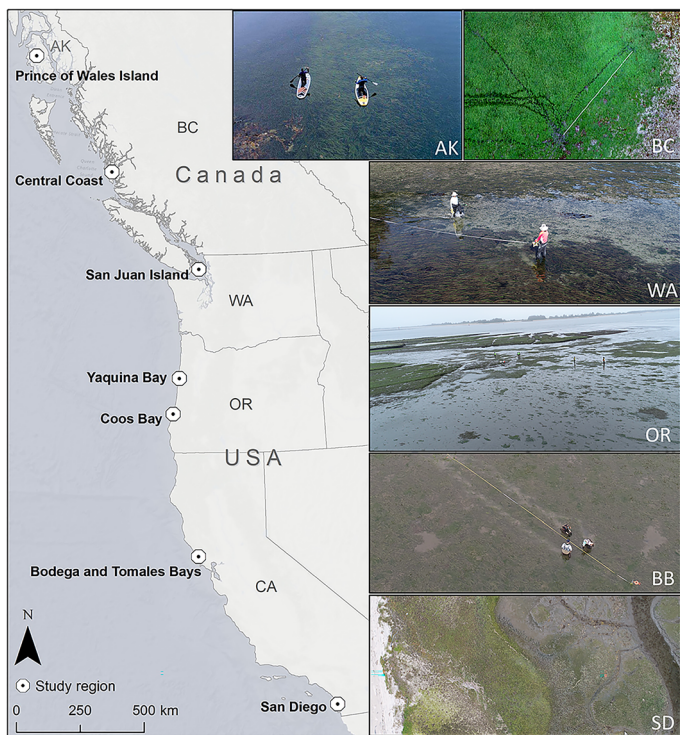 AK
Prince of Wales Island
BC
Canada
Central Coast
San Juan Island
WA
Yaquina Bay
OR
Coos Bay
USA
Bodega and Tomales Bays
CA
N
Study region
San Diego
0 250 500 km
AK
BC
WA
OR
BB
SD